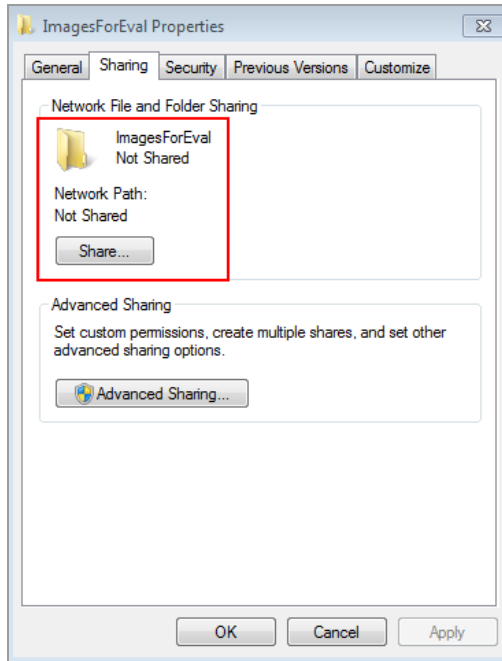 ImagesForEval Properties
General Sharing Security Previous Versions Customize
Network File and Folder Sharing
ImagesForEval
Not Shared
Network Path:
Not Shared
Share...
Advanced Sharing
Set custom permissions, create multiple shares, and set other
advanced sharing options.
Advanced Sharing...
OK Cancel Apply